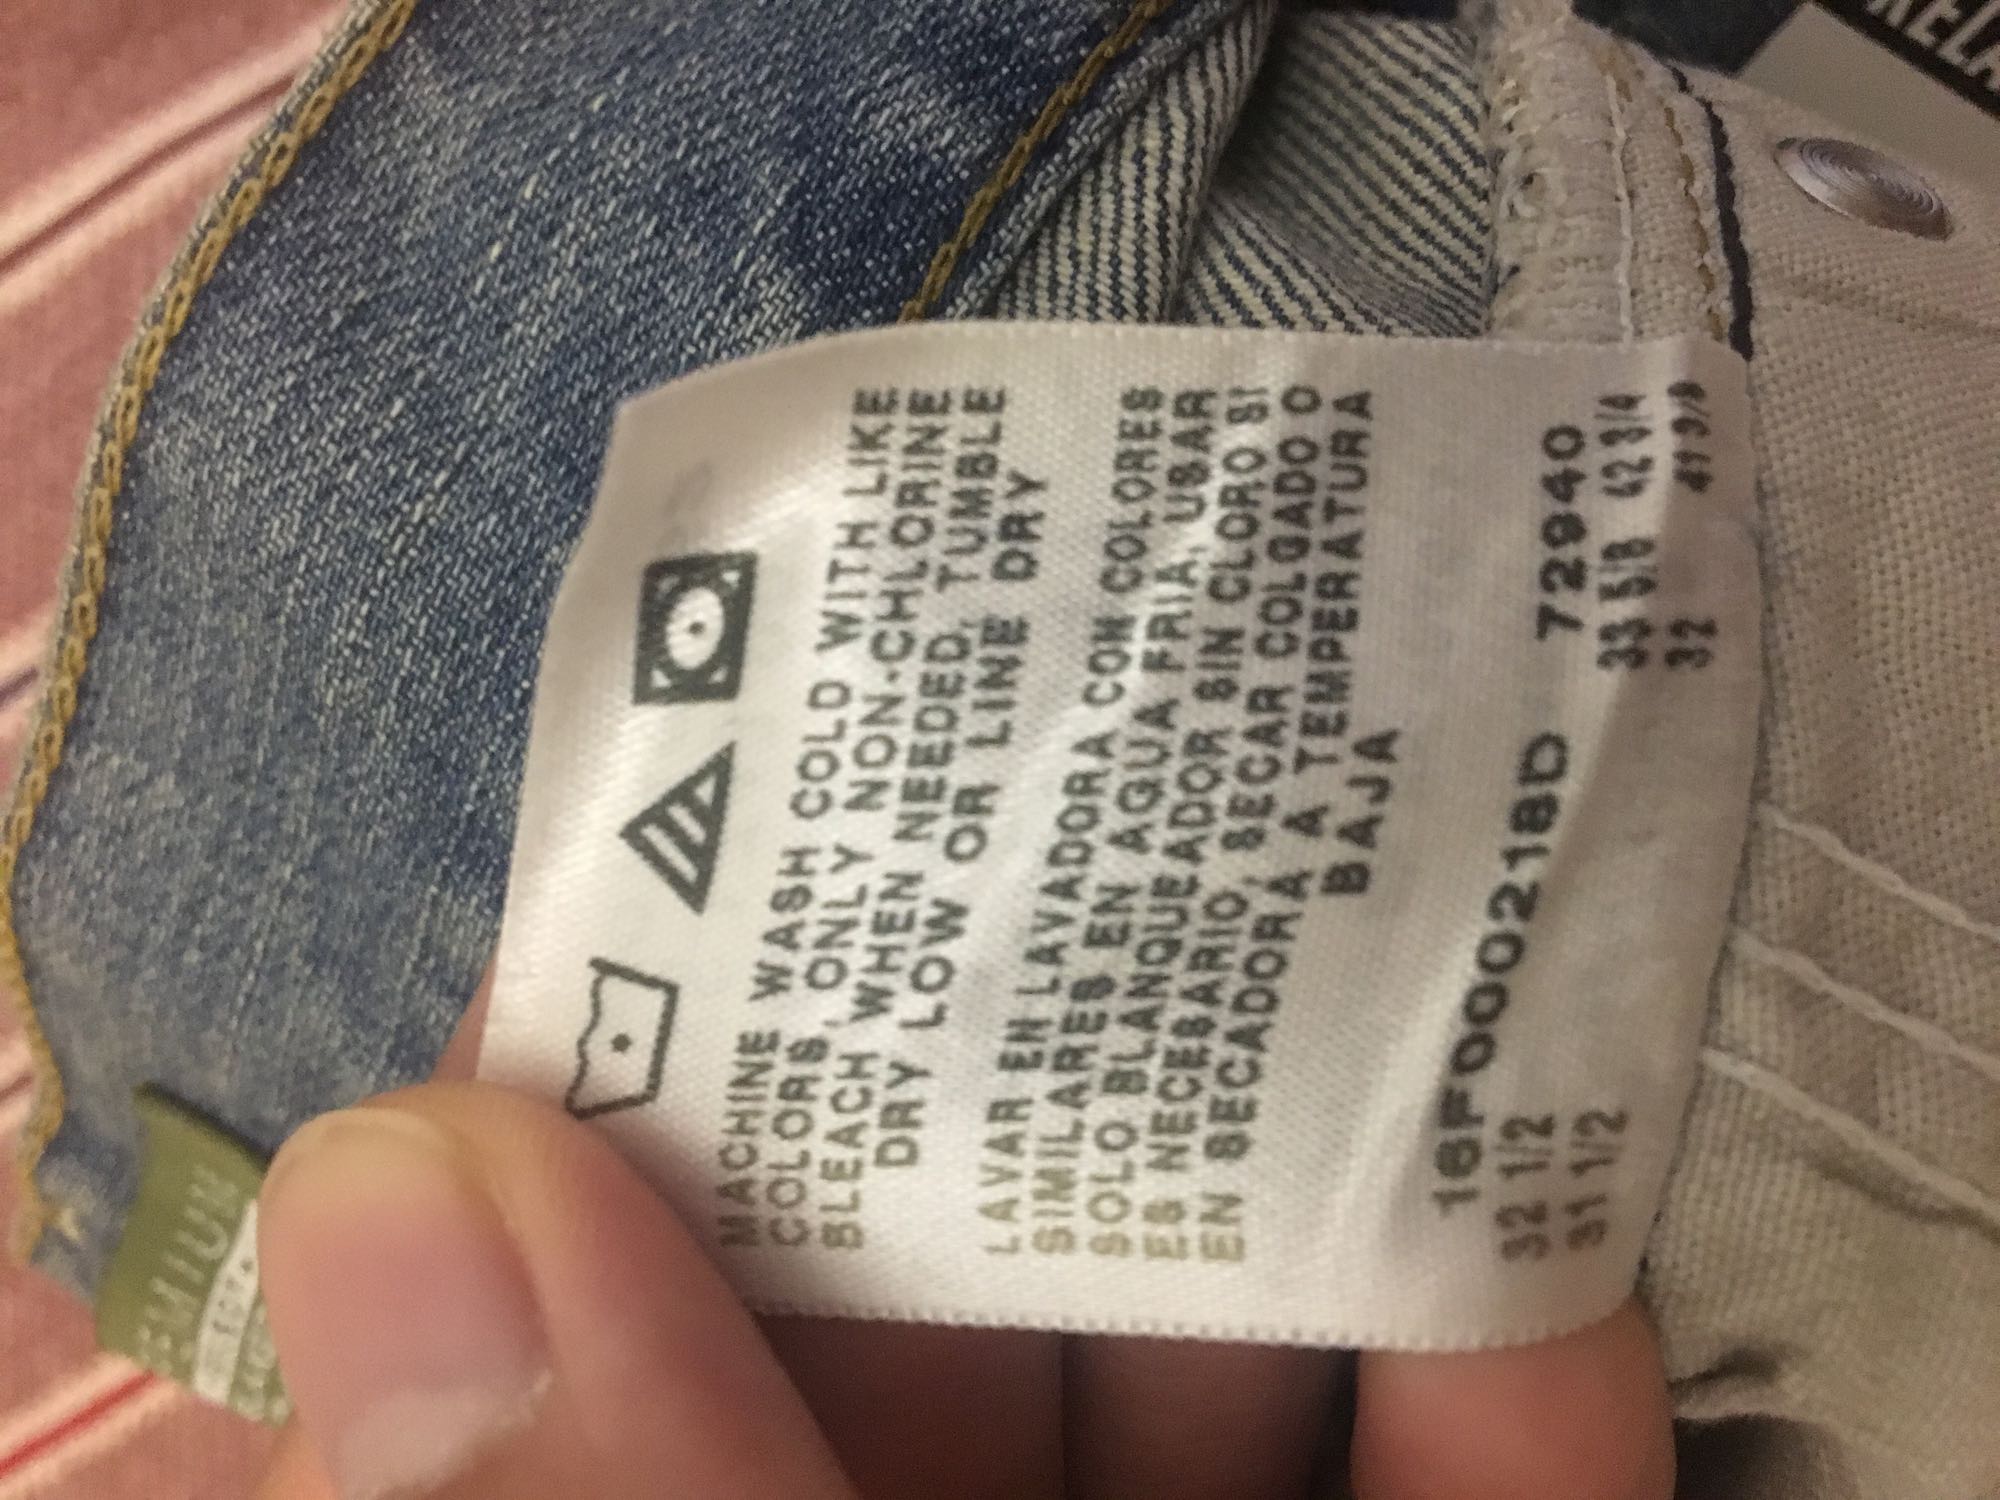 MACHINE WASH COLD WITH LIKE
COLORS, ONLY NON-CHLORINE
BLEACH WHEN NEEDED, TUMBLE
DRY LOW OR LINE DRY
LAVAR EN LAVADORA CON COLORES
SIMILARES EN AGUA FRIA, USAR
SOLO BLANQUEADOR SIN CLORO SI
ES NECESARIO, SECAR COLGADO O
EN SECADORA A TEMPERATURA
BAJA
16F000218D 72940
32 1/2 33 5/8 42 3/4
31 1/2 32